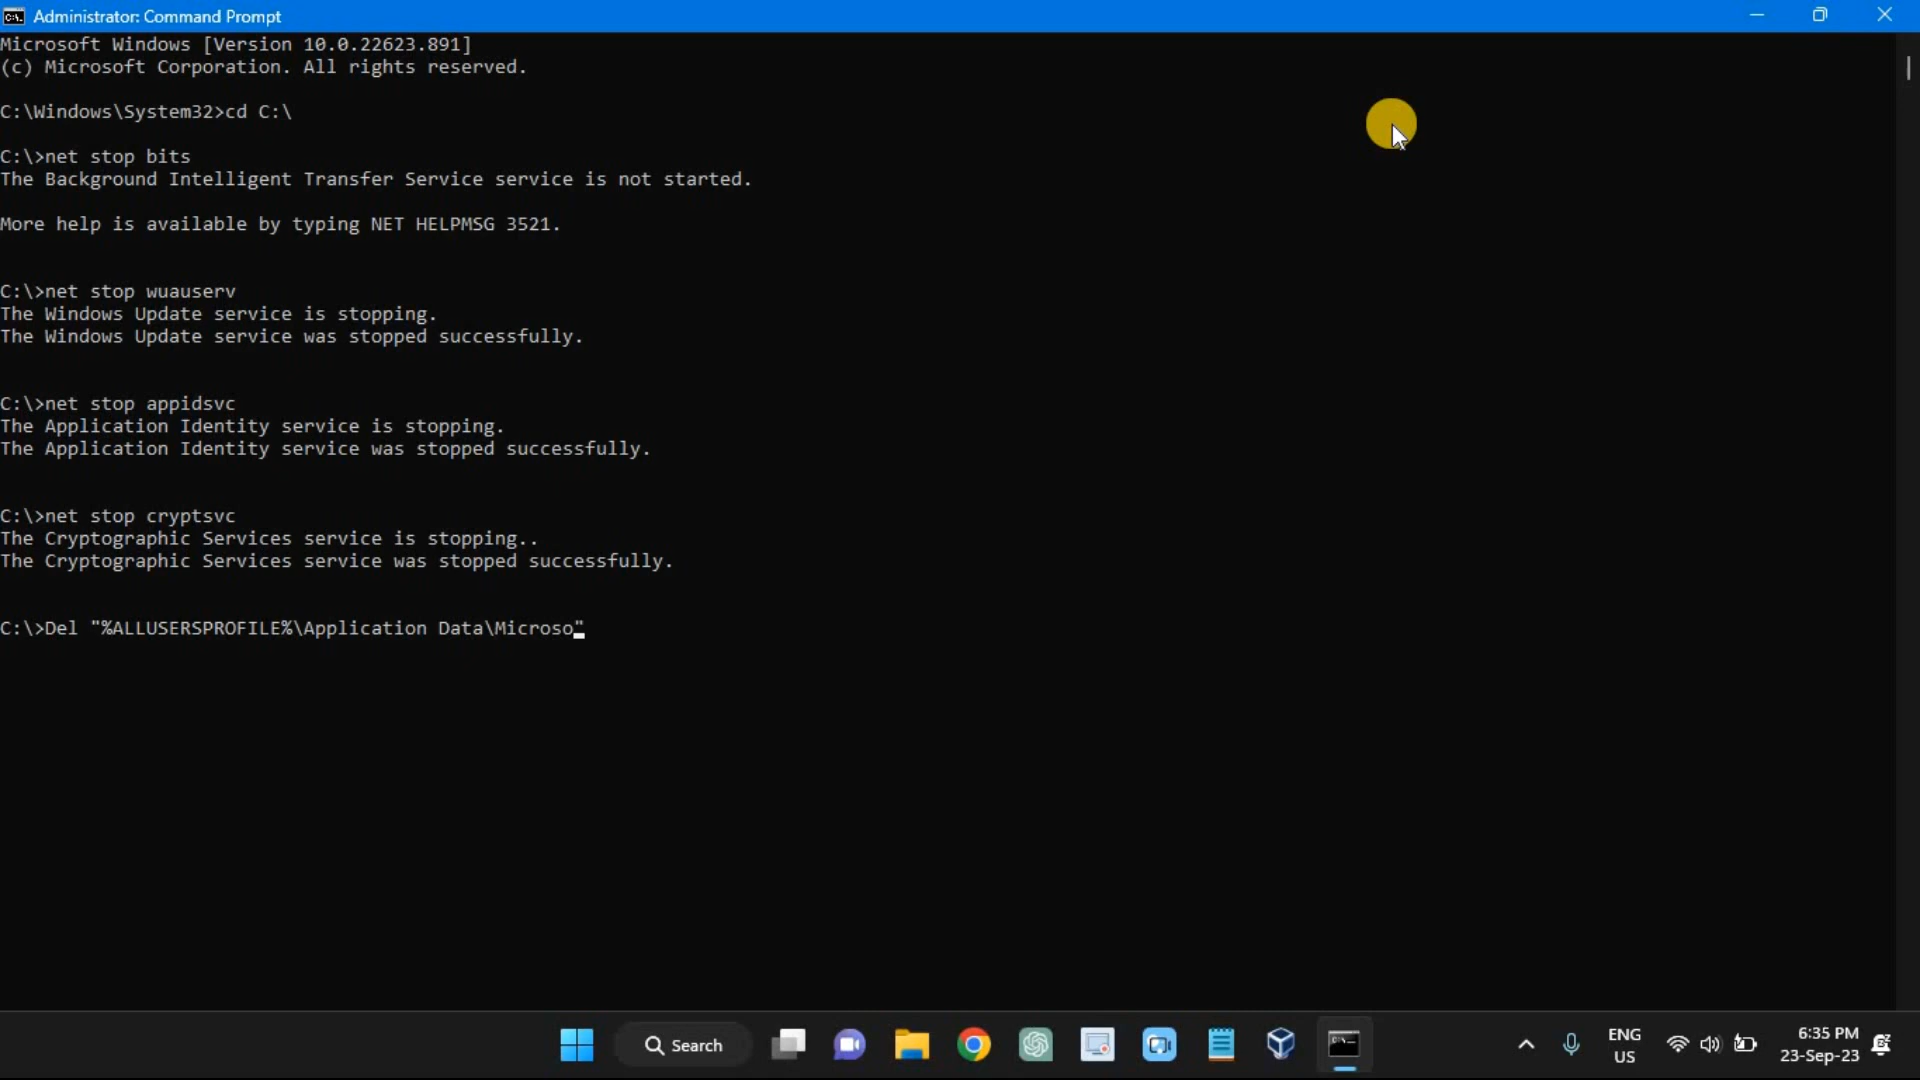 Administrator: Command Prompt
Microsoft Windows [Version 10.0.22623.891]
(c) Microsoft Corporation. All rights reserved.
C:\Windows\System32>cd C:\
C:\>net stop bits
The Background Intelligent Transfer Service service is not started.
More help is available by typing NET HELPMSG 3521.
C:\>net stop wuauserv
The Windows Update service is stopping.
The Windows Update service was stopped successfully.
C:\>net stop appidsvc
The Application Identity service is stopping.
The Application Identity service was stopped successfully.
C:\>net stop cryptsvc
The Cryptographic Services service is stopping..
The Cryptographic Services service was stopped successfully.
C:\>Del "%ALLUSERSPROFILE%\Application Data\Microso"
Search
ENG
US
6:35 PM
23-Sep-23